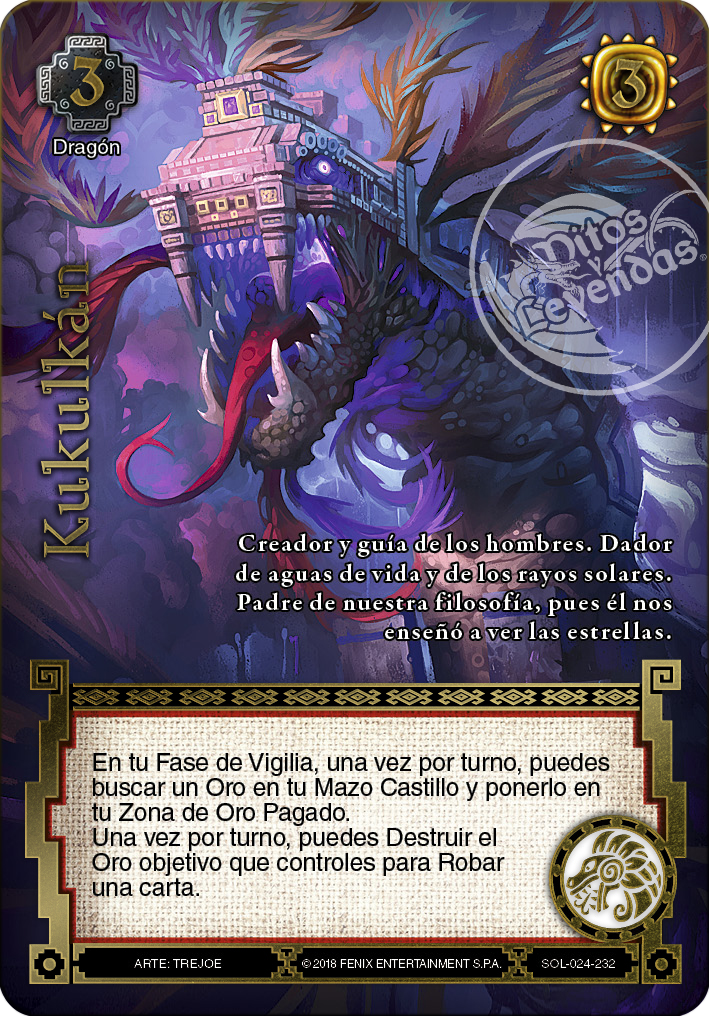 3
3
Dragón
Mitos
y
Leyendas
Kukulkán
Creador y guía de los hombres. Dador
de aguas de vida y de los rayos solares.
Padre de nuestra filosofía, pues él nos
enseñó a ver las estrellas.
En tu Fase de Vigilia, una vez por turno, puedes
buscar un Oro en tu Mazo Castillo y ponerlo en
tu Zona de Oro Pagado.
Una vez por turno, puedes Destruir el
Oro objetivo que controles para Robar
una carta.
ARTE: TREJOE
©2018 FENIX ENTERTAINMENT S.P.A.
SOL-024-232